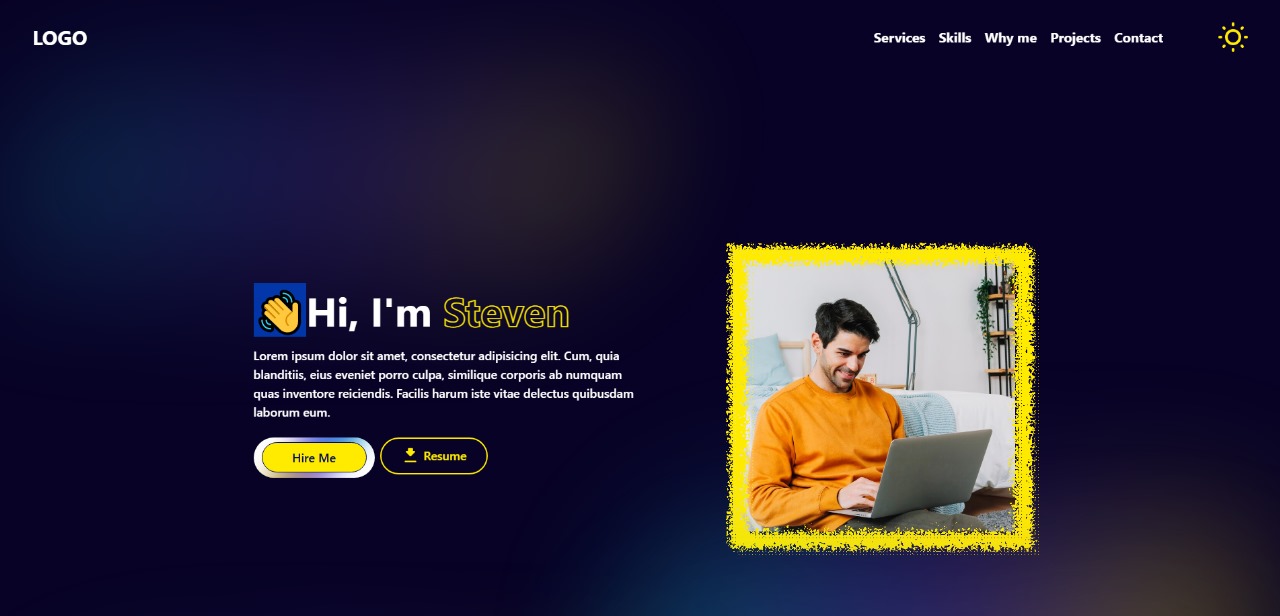 LOGO
Services Skills Why me Projects Contact
Hi, I'm Steven
Lorem ipsum dolor sit amet, consectetur adipisicing elit. Cum, quia
blanditiis, eius eveniet porro culpa, similique corporis ab numquam
quas inventore reiciendis. Facilis harum iste vitae delectus quibusdam
laborum eum.
Hire Me
Resume